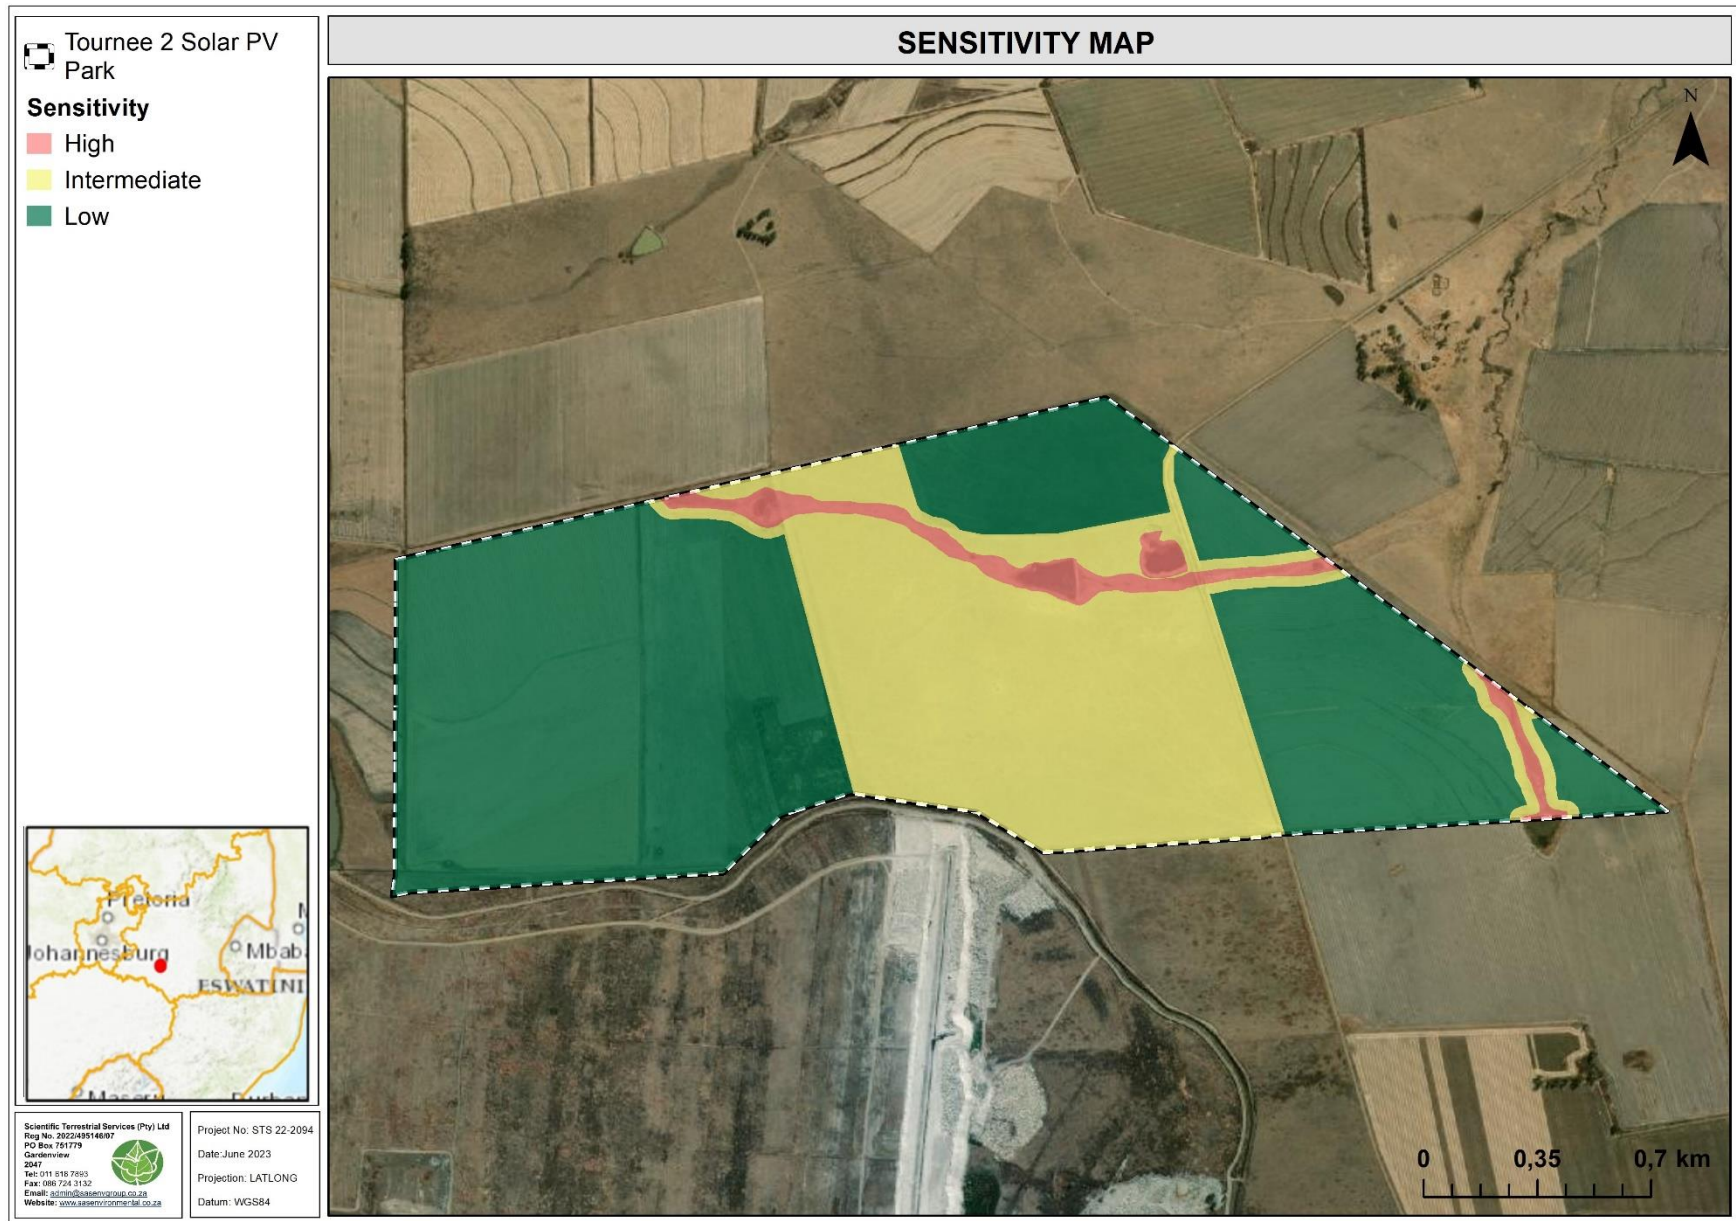 Tournee 2 Solar PV
Park
Sensitivity
High
Intermediate
Low
SENSITIVITY MAP
N
0 0,35 0,7 km
Pretoria
Johannesburg
Mbab
ESWATINI
Maseru
Durban
Scientific Terrestrial Services (Pty) Ltd
Reg No. 2022/495146/07
PO Box 751779
Gardenview
2047
Tel: 011 616 7893
Fax: 086 724 3132
Email: admin@sasenvgroup.co.za
Website: www.sasenvironmental.co.za
Project No: STS 22-2094
Date:June 2023
Projection: LATLONG
Datum: WGS84